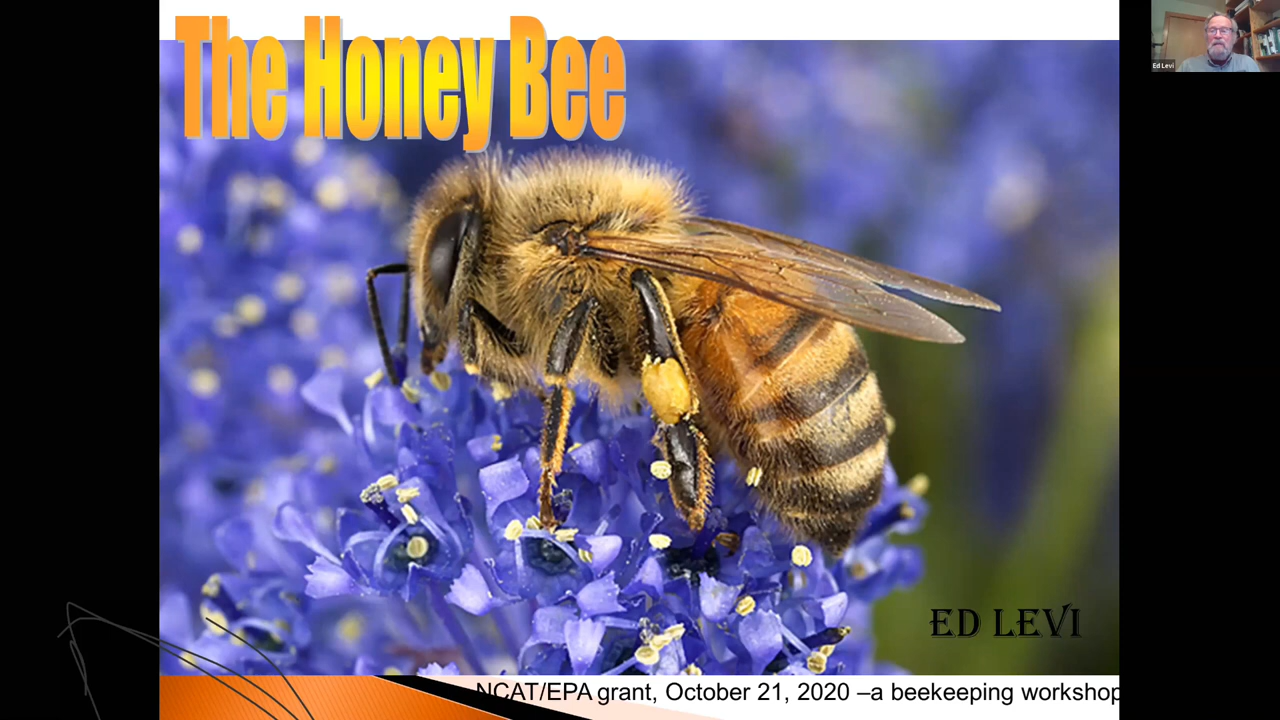 The Honey Bee
Ed Levi
ED LEVI
NCAT/EPA grant, October 21, 2020 –a beekeeping workshop